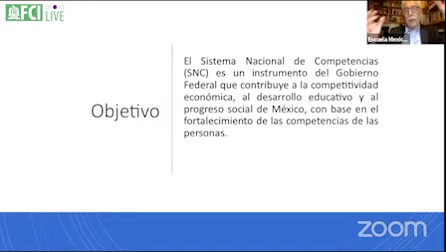 FCI
LIVE
Escuela Mexic...
El Sistema Nacional de Competencias
(SNC) es un instrumento del Gobierno
Federal que contribuye a la competitividad
económica, al desarrollo educativo y al
progreso social de México, con base en el
fortalecimiento de las competencias de las
personas.
Objetivo
zoom